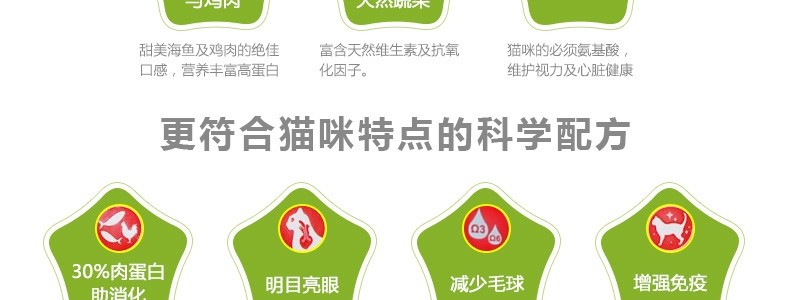 与鸡肉
天然蔬菜
甜美海鱼及鸡肉的绝佳
口感，营养丰富高蛋白
富含天然维生素及抗氧
化因子。
猫咪的必须氨基酸，
维护视力及心脏健康
更符合猫咪特点的科学配方
30%肉蛋白
助消化
明目亮眼
Ω3
Ω6
减少毛球
增强免疫